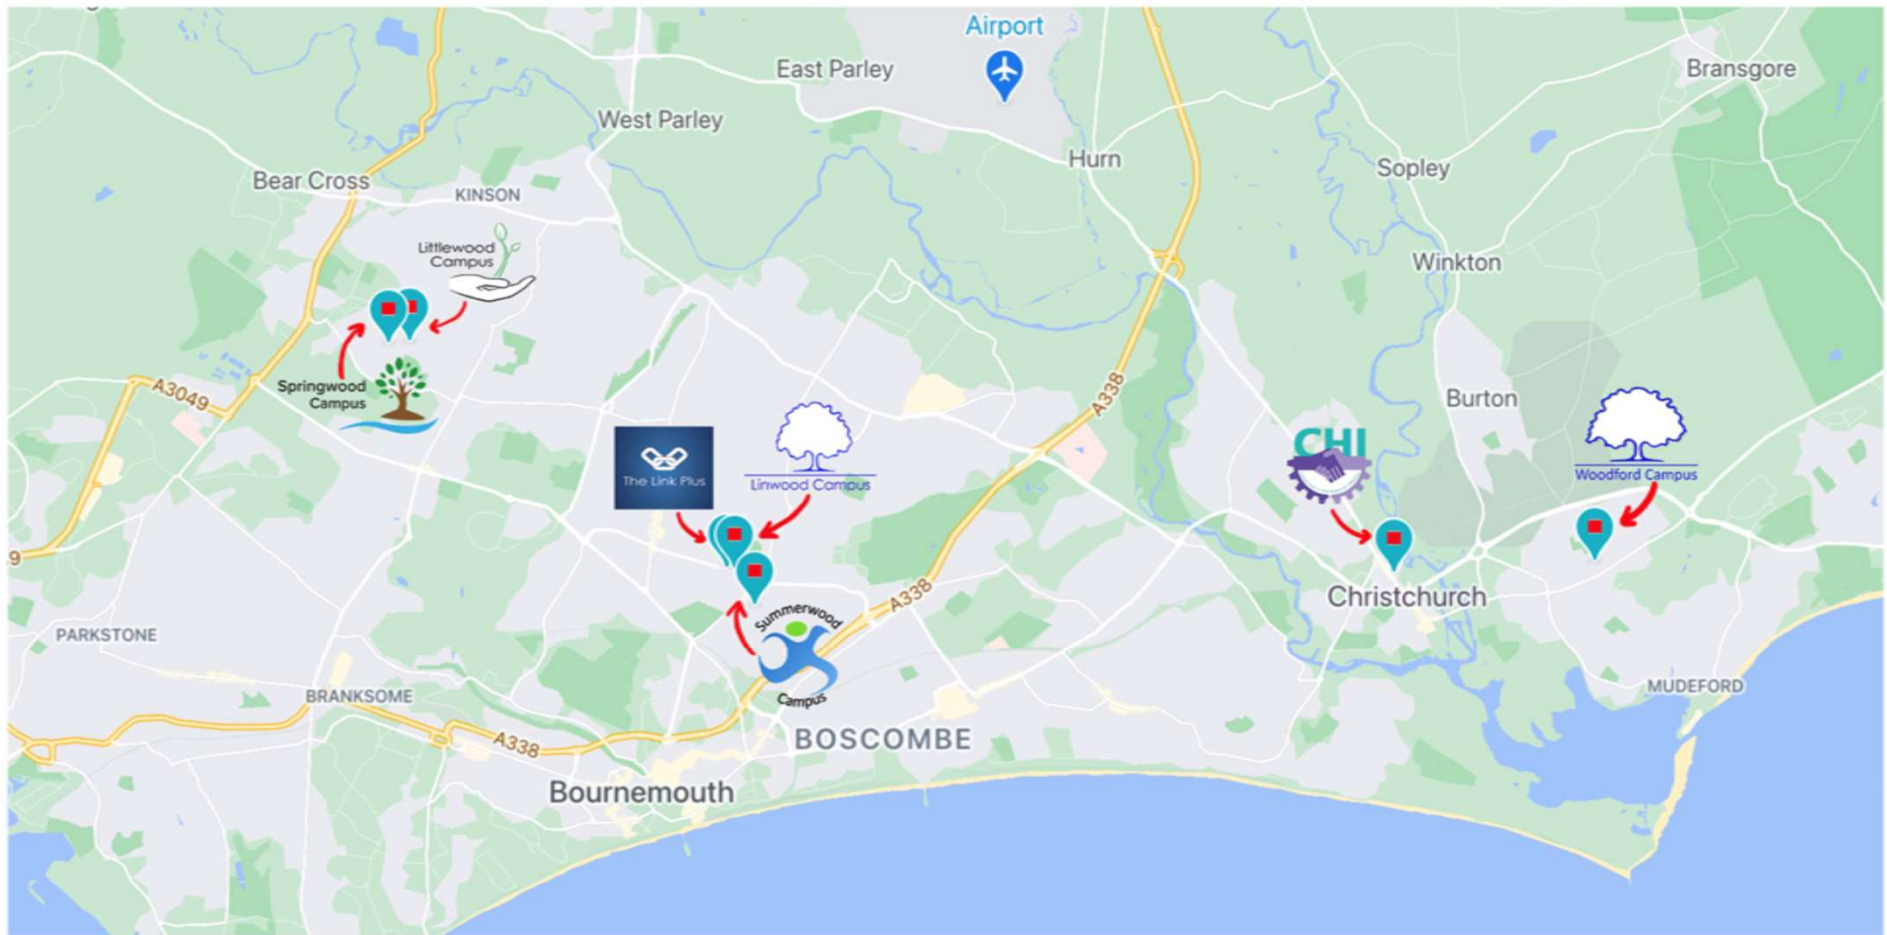 Airport
East Parley
Bransgore
West Parley
Hurn
Sopley
Bear Cross
KINSON
Littlewood
Campus
Winkton
A3049
Springwood
Campus
A338
Burton
The Link Plus
Linwood Campus
CHI
Woodford Campus
9
A338
Christchurch
Summerwood
Campus
PARKSTONE
BRANKSOME
MUDEFORD
A338
BOSCOMBE
Bournemouth